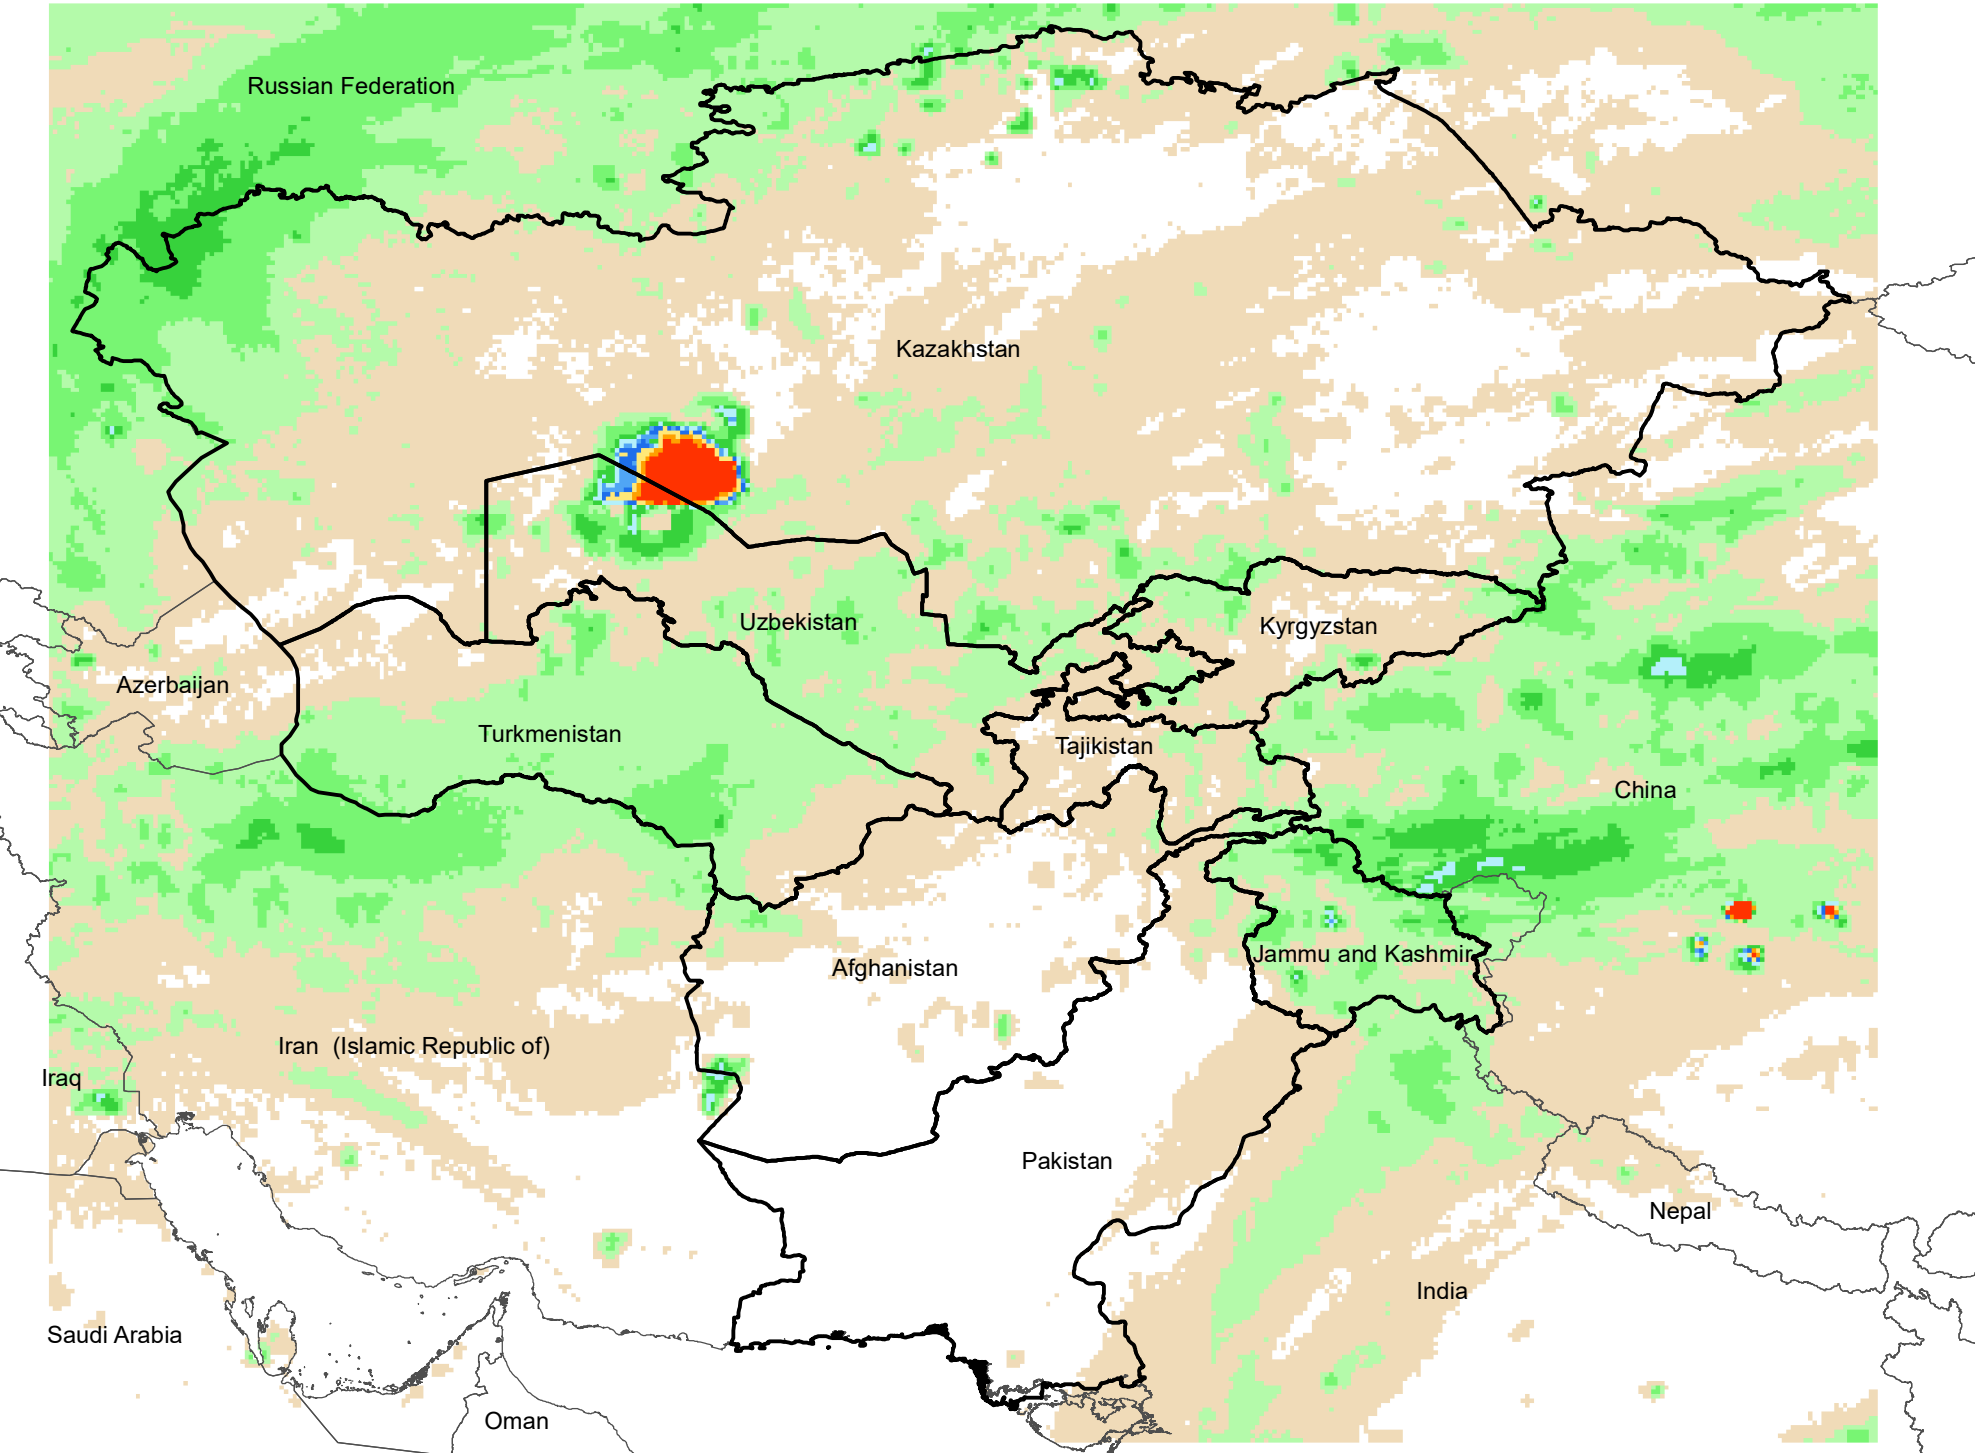 Russian Federation
Kazakhstan
Uzbekistan
Kyrgyzstan
Azerbaijan
Turkmenistan
Tajikistan
China
Jammu and Kashmir
Afghanistan
Iran  (Islamic Republic of)
Iraq
Pakistan
Nepal
India
Saudi Arabia
Oman